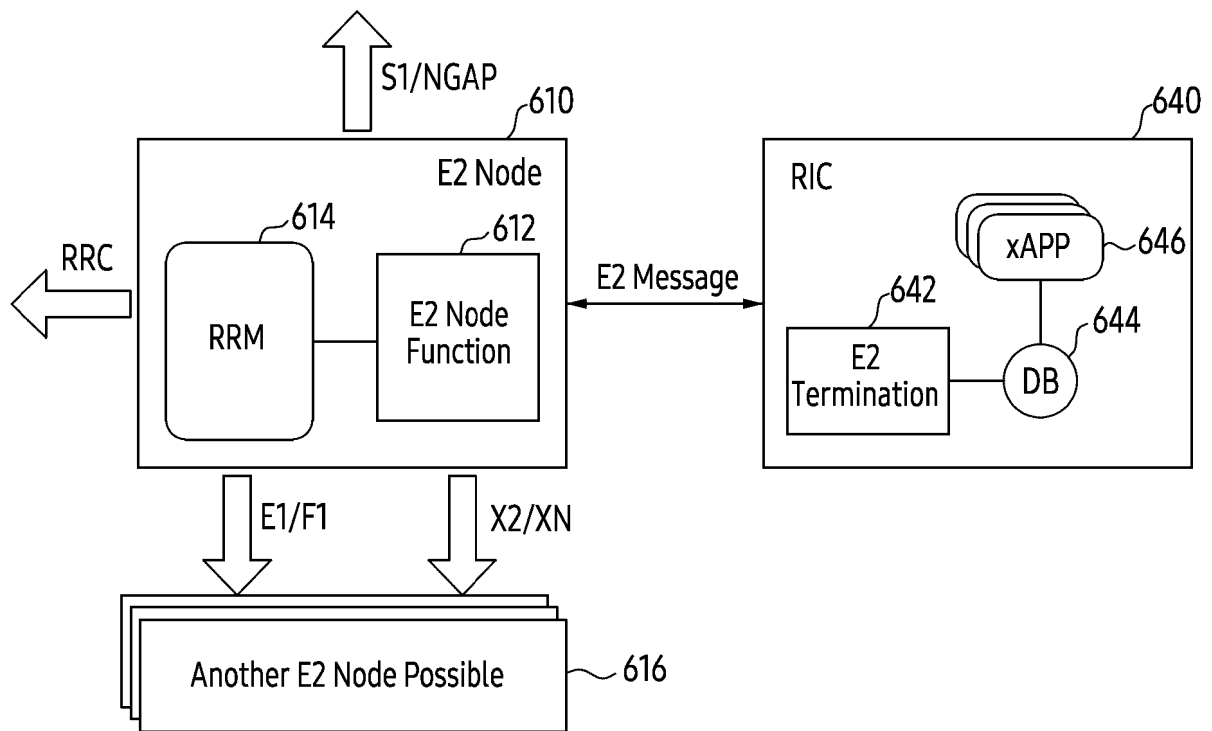 S1/NGAP
610
640
E2 Node
RIC
614
612
646
xAPP
RRC
E2 Message
642
644
RRM
E2 Node
Function
E2
Termination
DB
E1/F1
X2/XN
Another E2 Node Possible
616